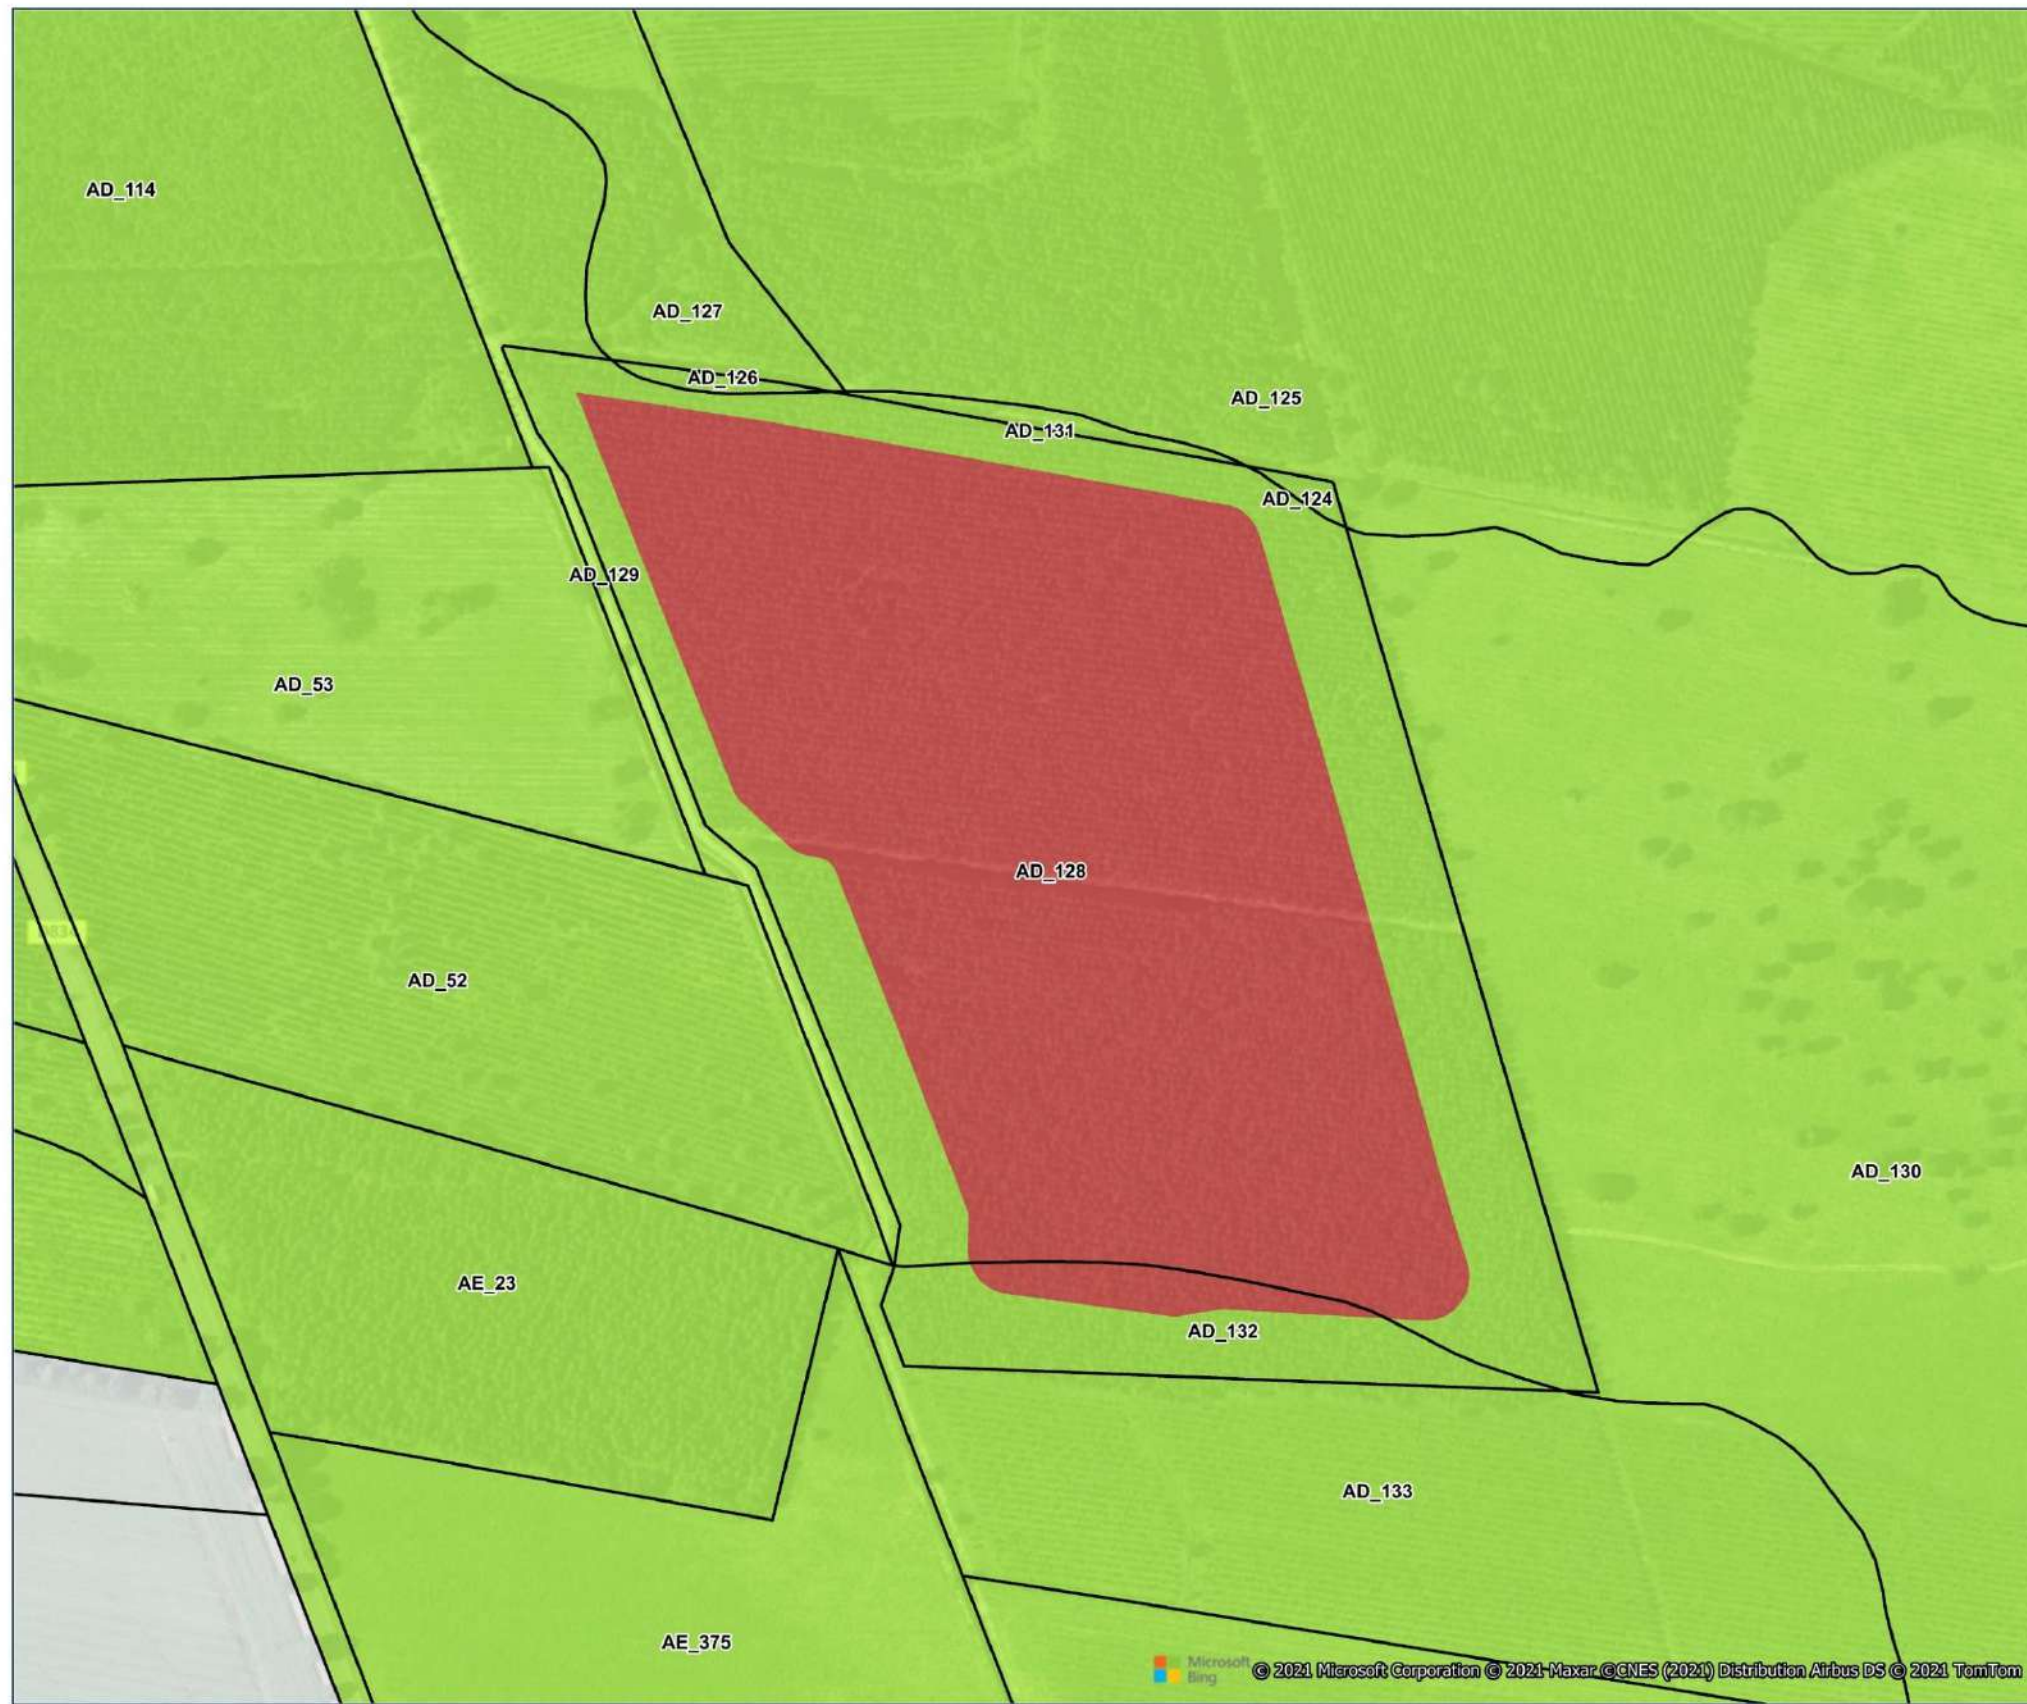 AD_114
AD_127
AD_126
AD_125
AD_131
AD_124
AD_129
AD_53
AD_128
AD_52
AD_130
AE_23
AD_132
AD_133
AE_375
Microsoft
Bing
© 2021 Microsoft Corporation © 2021 Maxar ©CNES (2021) Distribution Airbus DS © 2021 TomTom